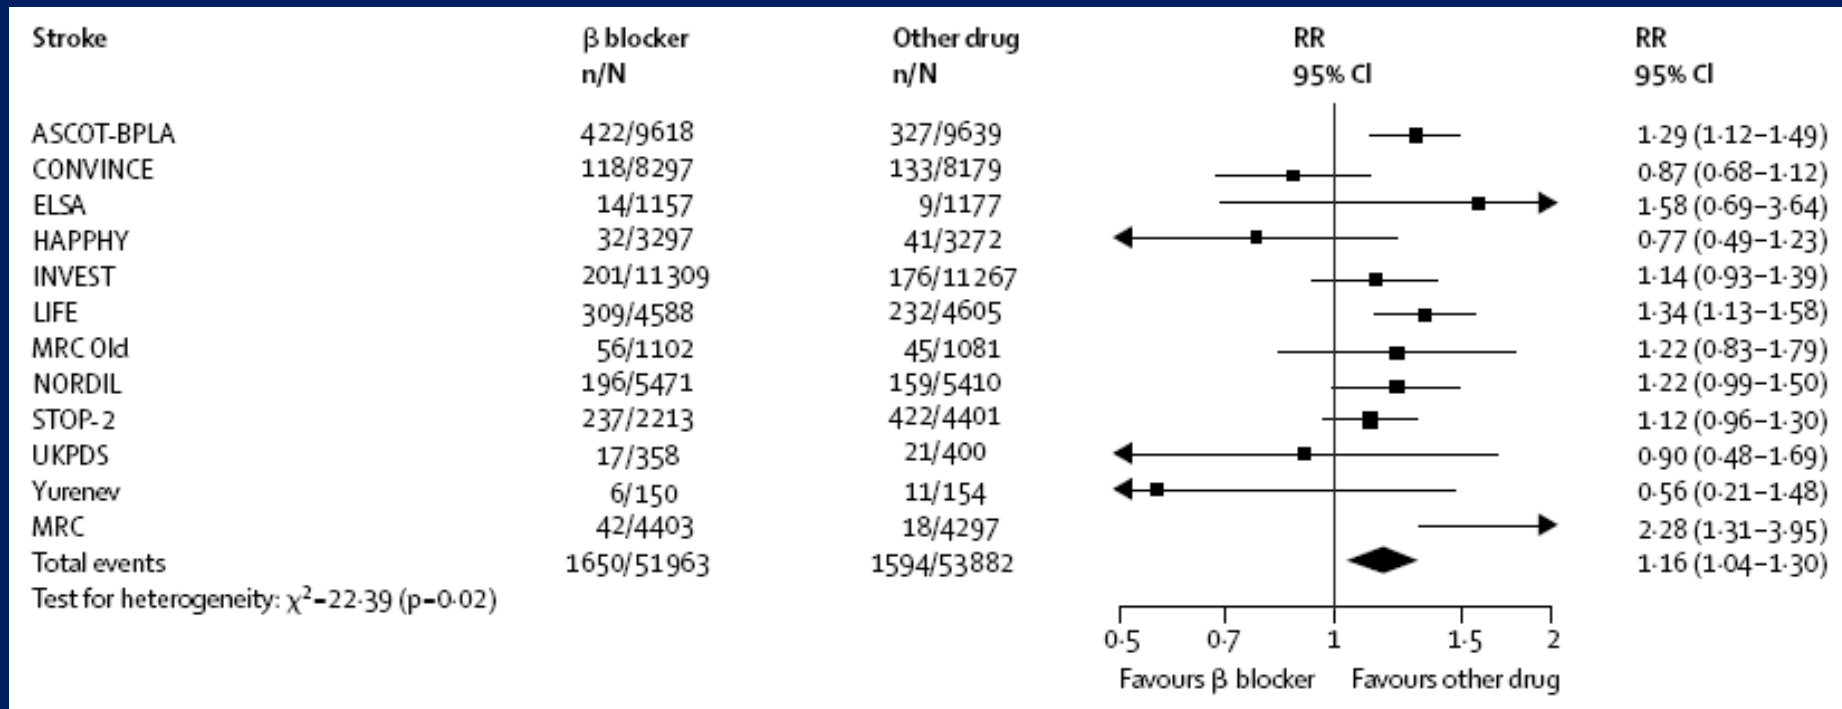 Stroke β blocker Other drug RR RR
n/N n/N 95% CI 95% CI
ASCOT-BPLA 422/9618 327/9639 1·29 (1·12–1·49)
CONVINCE 118/8297 133/8179 0·87 (0·68–1·12)
ELSA 14/1157 9/1177 1·58 (0·69–3·64)
HAPPHY 32/3297 41/3272 0·77 (0·49–1·23)
INVEST 201/11309 176/11267 1·14 (0·93–1·39)
LIFE 309/4588 232/4605 1·34 (1·13–1·58)
MRC Old 56/1102 45/1081 1·22 (0·83–1·79)
NORDIL 196/5471 159/5410 1·22 (0·99–1·50)
STOP-2 237/2213 422/4401 1·12 (0·96–1·30)
UKPDS 17/358 21/400 0·90 (0·48–1·69)
Yurenev 6/150 11/154 0·56 (0·21–1·48)
MRC 42/4403 18/4297 2·28 (1·31–3·95)
Total events 1650/51963 1594/53882 1·16 (1·04–1·30)
Test for heterogeneity: χ²–22·39 (p–0·02)
0·5 0·7 1 1·5 2
Favours β blocker Favours other drug